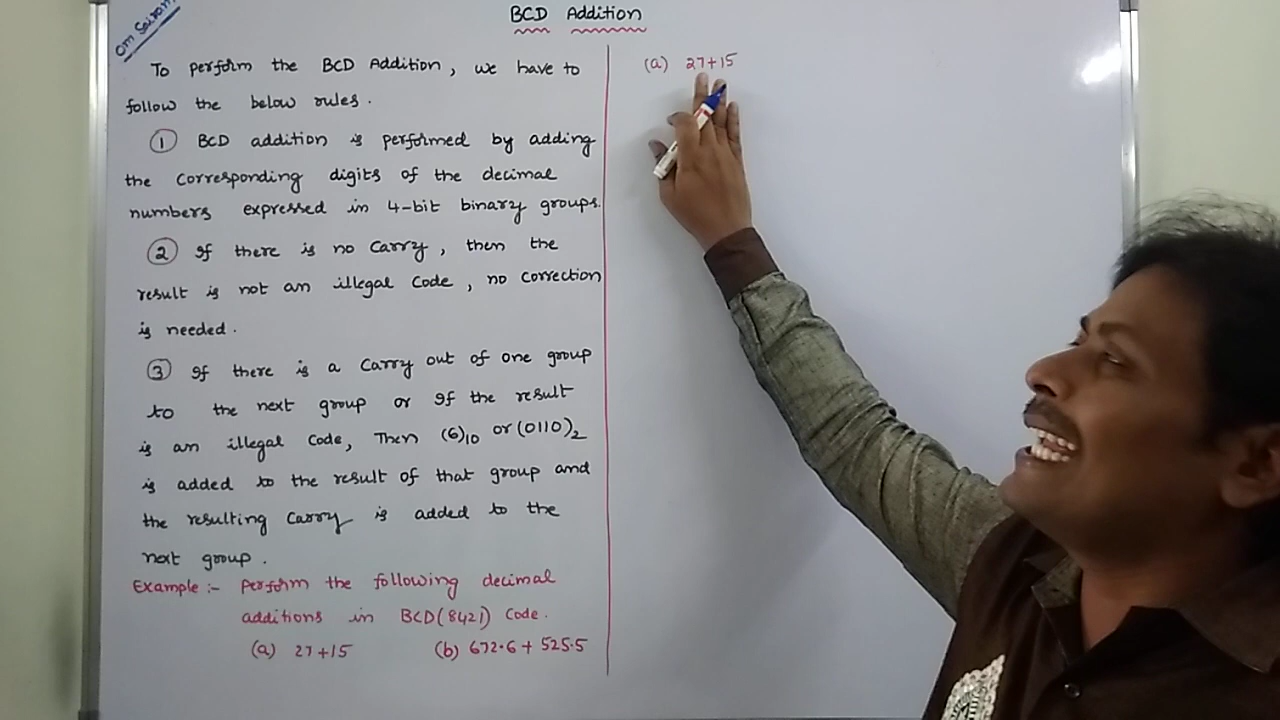 Om Sairam
BCD Addition
To perform the BCD Addition, we have to
follow the below rules.
1 BCD addition is performed by adding
the corresponding digits of the decimal
numbers expressed in 4-bit binary groups.
2 If there is no carry, then the
result is not an illegal code, no correction
is needed.
3 If there is a carry out of one group
to the next group or If the result
is an illegal code, Then (6)10 or (0110)2
is added to the result of that group and
the resulting carry is added to the
next group.
Example:- Perform the following decimal
additions in BCD(8421) Code.
(a) 27+15 (b) 672.6 + 525.5
(a) 27+15